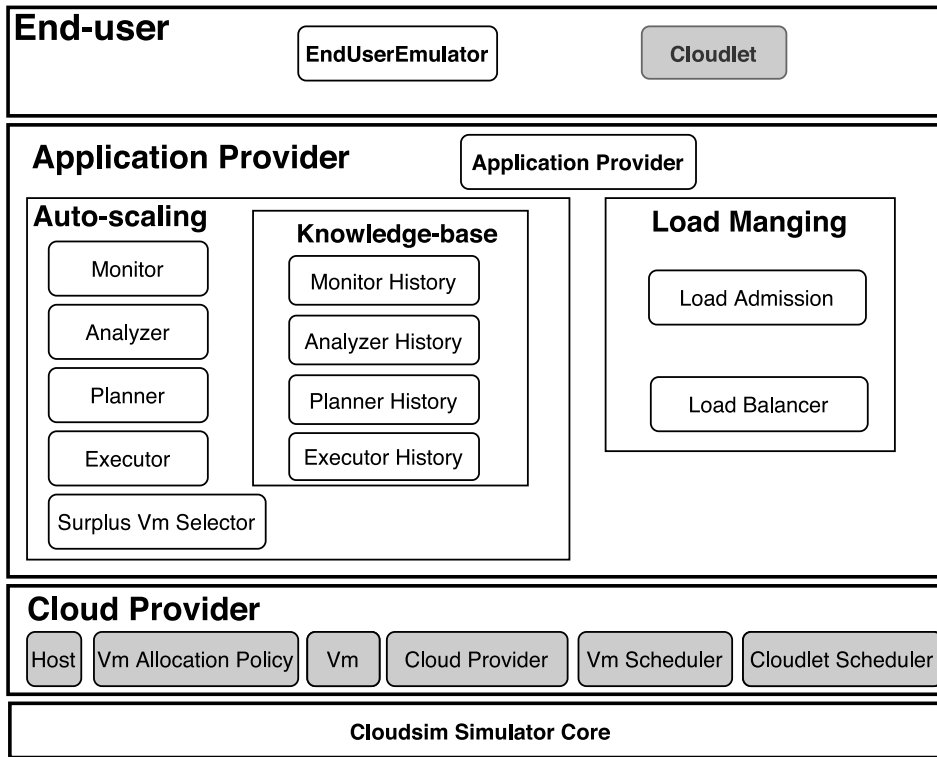 End-user
EndUserEmulator
Cloudlet
Application Provider
Application Provider
Auto-scaling
Monitor
Analyzer
Planner
Executor
Surplus Vm Selector
Knowledge-base
Monitor History
Analyzer History
Planner History
Executor History
Load Manging
Load Admission
Load Balancer
Cloud Provider
Host
Vm Allocation Policy
Vm
Cloud Provider
Vm Scheduler
Cloudlet Scheduler
Cloudsim Simulator Core